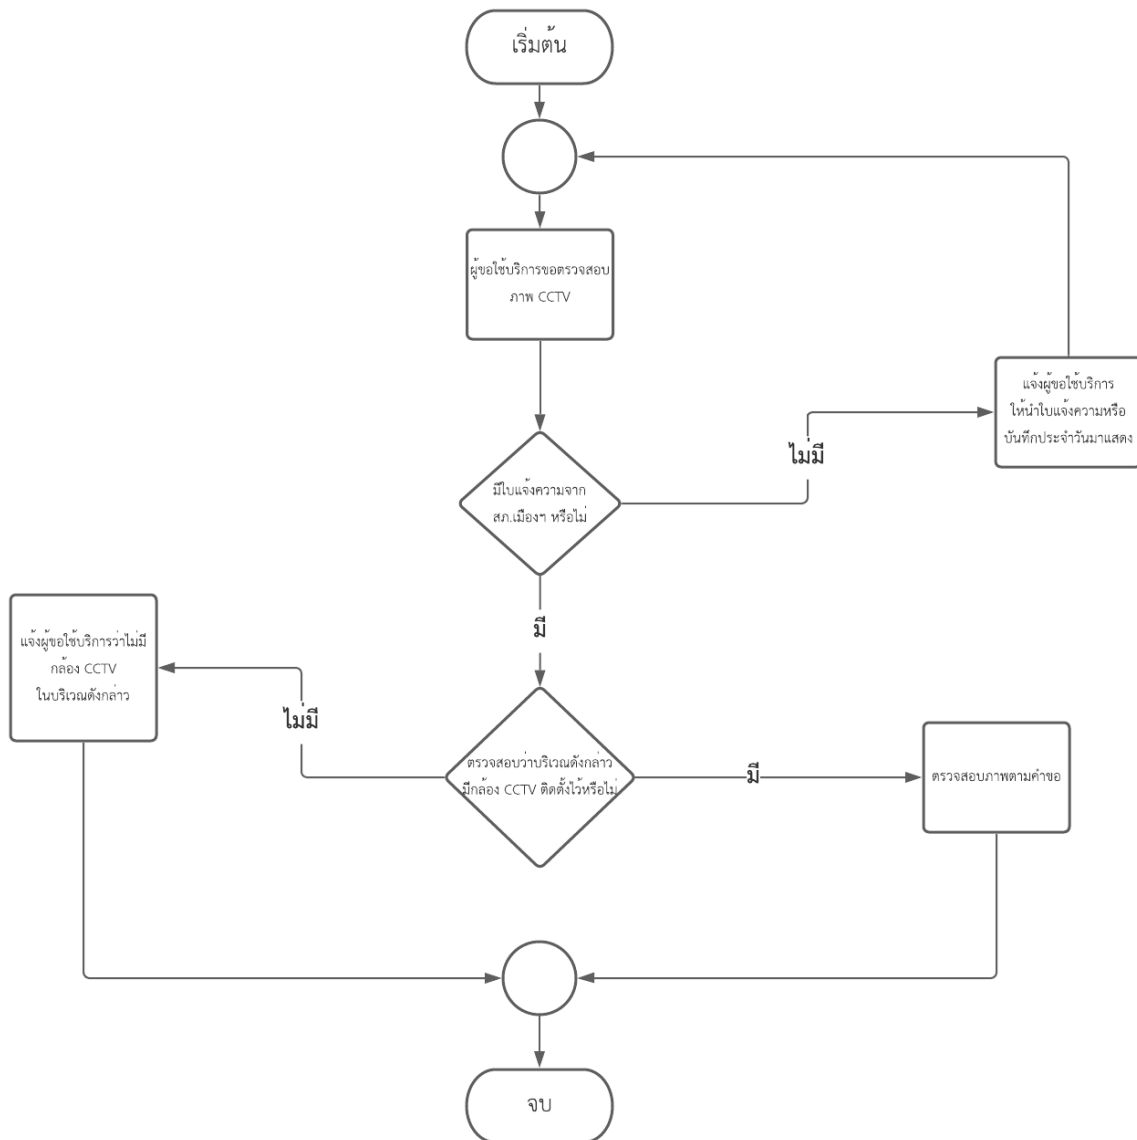 เริ่มต้น
ผู้ขอใช้บริการขอตรวจสอบ
ภาพ CCTV
แจ้งผู้ขอใช้บริการ
ให้นำใบแจ้งความหรือ
บันทึกประจำวันมาแสดง
ไม่มี
มีใบแจ้งความจาก
สภ.เมืองฯ หรือไม่
มี
แจ้งผู้ขอใช้บริการว่าไม่มี
กล้อง CCTV
ในบริเวณดังกล่าว
ไม่มี
ตรวจสอบว่าบริเวณดังกล่าว
มีกล้อง CCTV ติดตั้งไว้หรือไม่
มี
ตรวจสอบภาพตามคำขอ
จบ